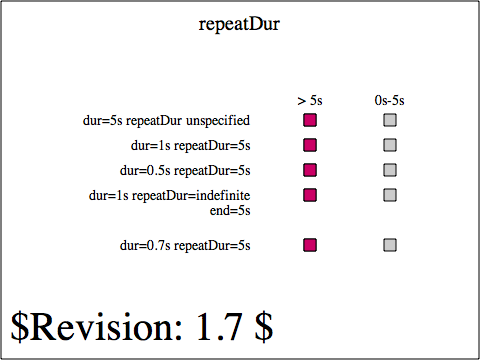 repeatDur
> 5s 0s-5s
dur=5s repeatDur unspecified
dur=1s repeatDur=5s
dur=0.5s repeatDur=5s
dur=1s repeatDur=indefinite
end=5s
dur=0.7s repeatDur=5s
$Revision: 1.7 $